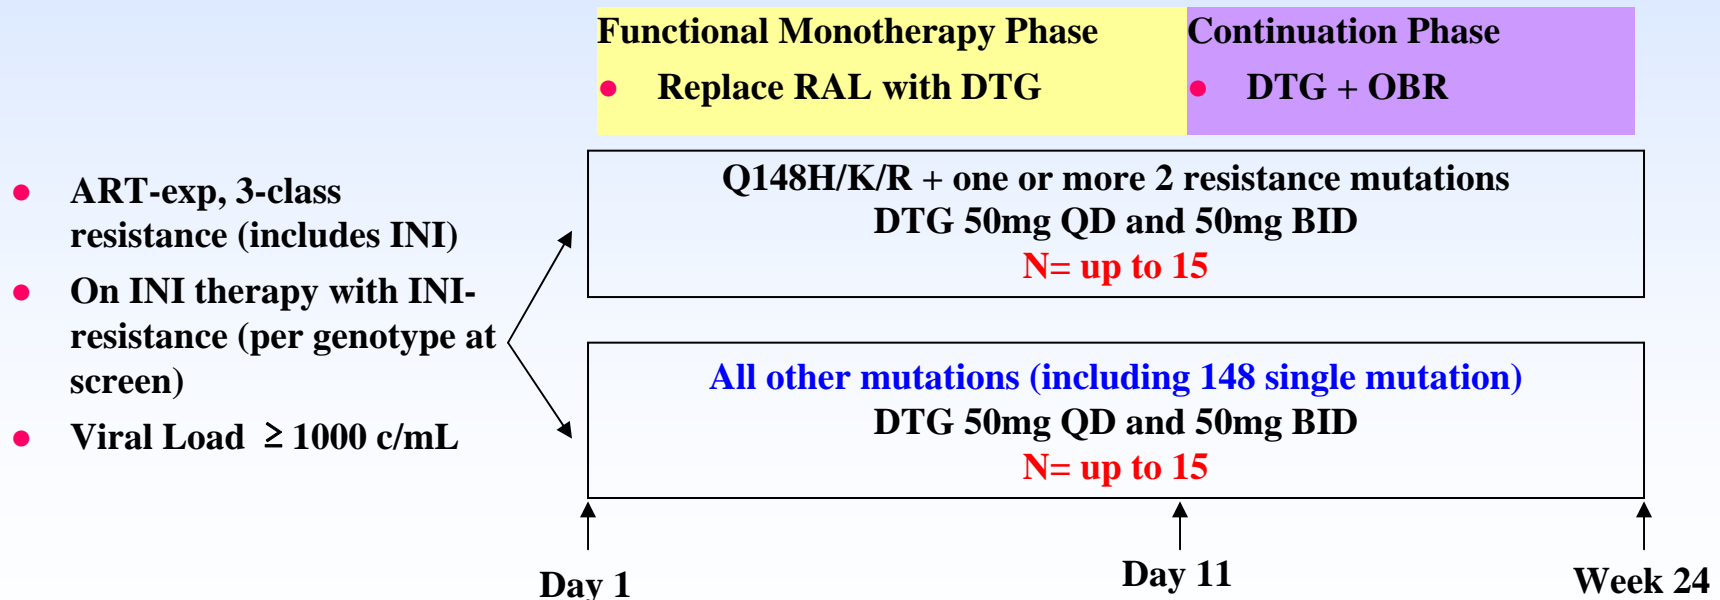 Functional Monotherapy Phase
● Replace RAL with DTG
Continuation Phase
● DTG + OBR
● ART-exp, 3-class
resistance (includes INI)
● On INI therapy with INI-
resistance (per genotype at
screen)
● Viral Load ≥ 1000 c/mL
Q148H/K/R + one or more 2 resistance mutations
DTG 50mg QD and 50mg BID
N= up to 15
All other mutations (including 148 single mutation)
DTG 50mg QD and 50mg BID
N= up to 15
Day 1
Day 11
Week 24